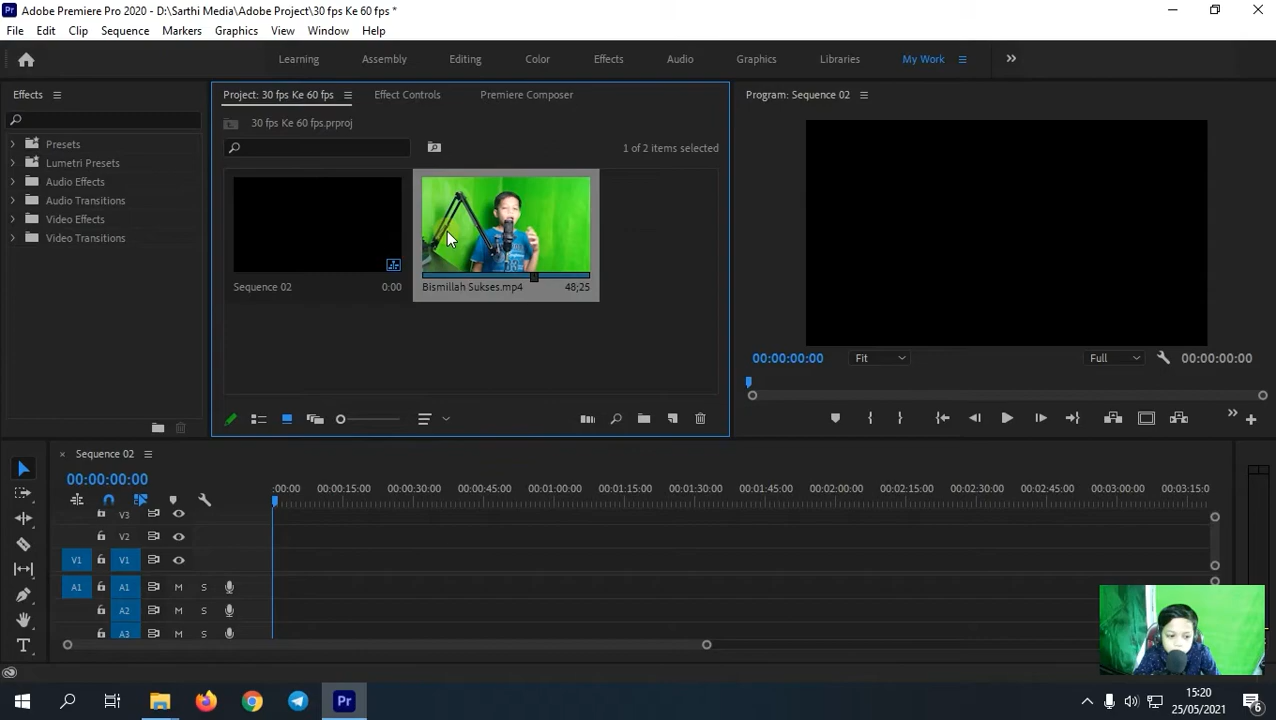 Adobe Premiere Pro 2020 - D:\Sarthi Media\Adobe Project\30 fps Ke 60 fps *
File Edit Clip Sequence Markers Graphics View Window Help
Learning Assembly Editing Color Effects Audio Graphics Libraries My Work
Effects
Project: 30 fps Ke 60 fps Effect Controls Premiere Composer
Program: Sequence 02
30 fps Ke 60 fps.prproj
1 of 2 items selected
Presets
Lumetri Presets
Audio Effects
Audio Transitions
Video Effects
Video Transitions
Sequence 02 0:00
Bismillah Sukses.mp4 48;25
00:00:00:00 Fit Full 00:00:00:00
Sequence 02
00:00:00:00
:00:00 00:00:15:00 00:00:30:00 00:00:45:00 00:01:00:00 00:01:15:00 00:01:30:00 00:01:45:00 00:02:00:00 00:02:15:00 00:02:30:00 00:02:45:00 00:03:00:00 00:03:15:0
V3
V2
V1 V1
A1 A1 M S
A2 M S
A3 M S
T
Pr
15:20
25/05/2021
6